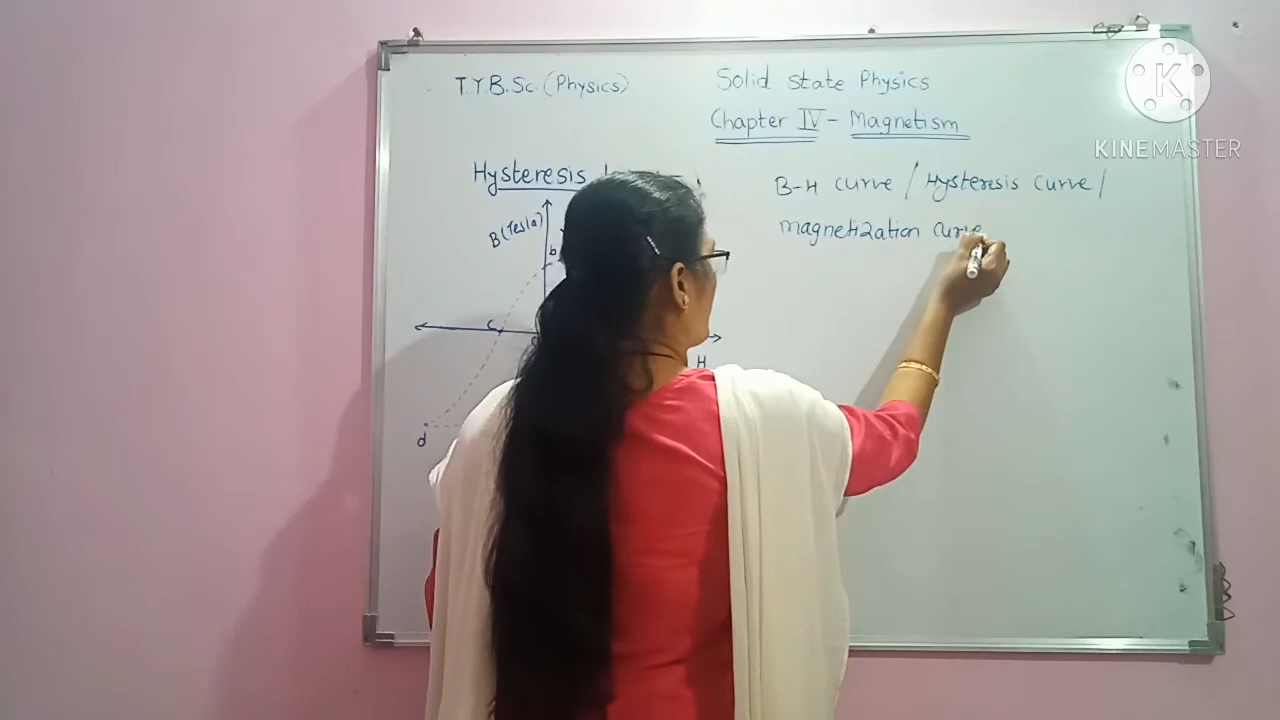 T.Y.B.Sc. (Physics)
Solid state Physics
Chapter IV - Magnetism
Hysteresis
B-H curve / Hysteresis curve /
magnetization curve
B (Tesla)
b
c
H
d
K
KINEMASTER